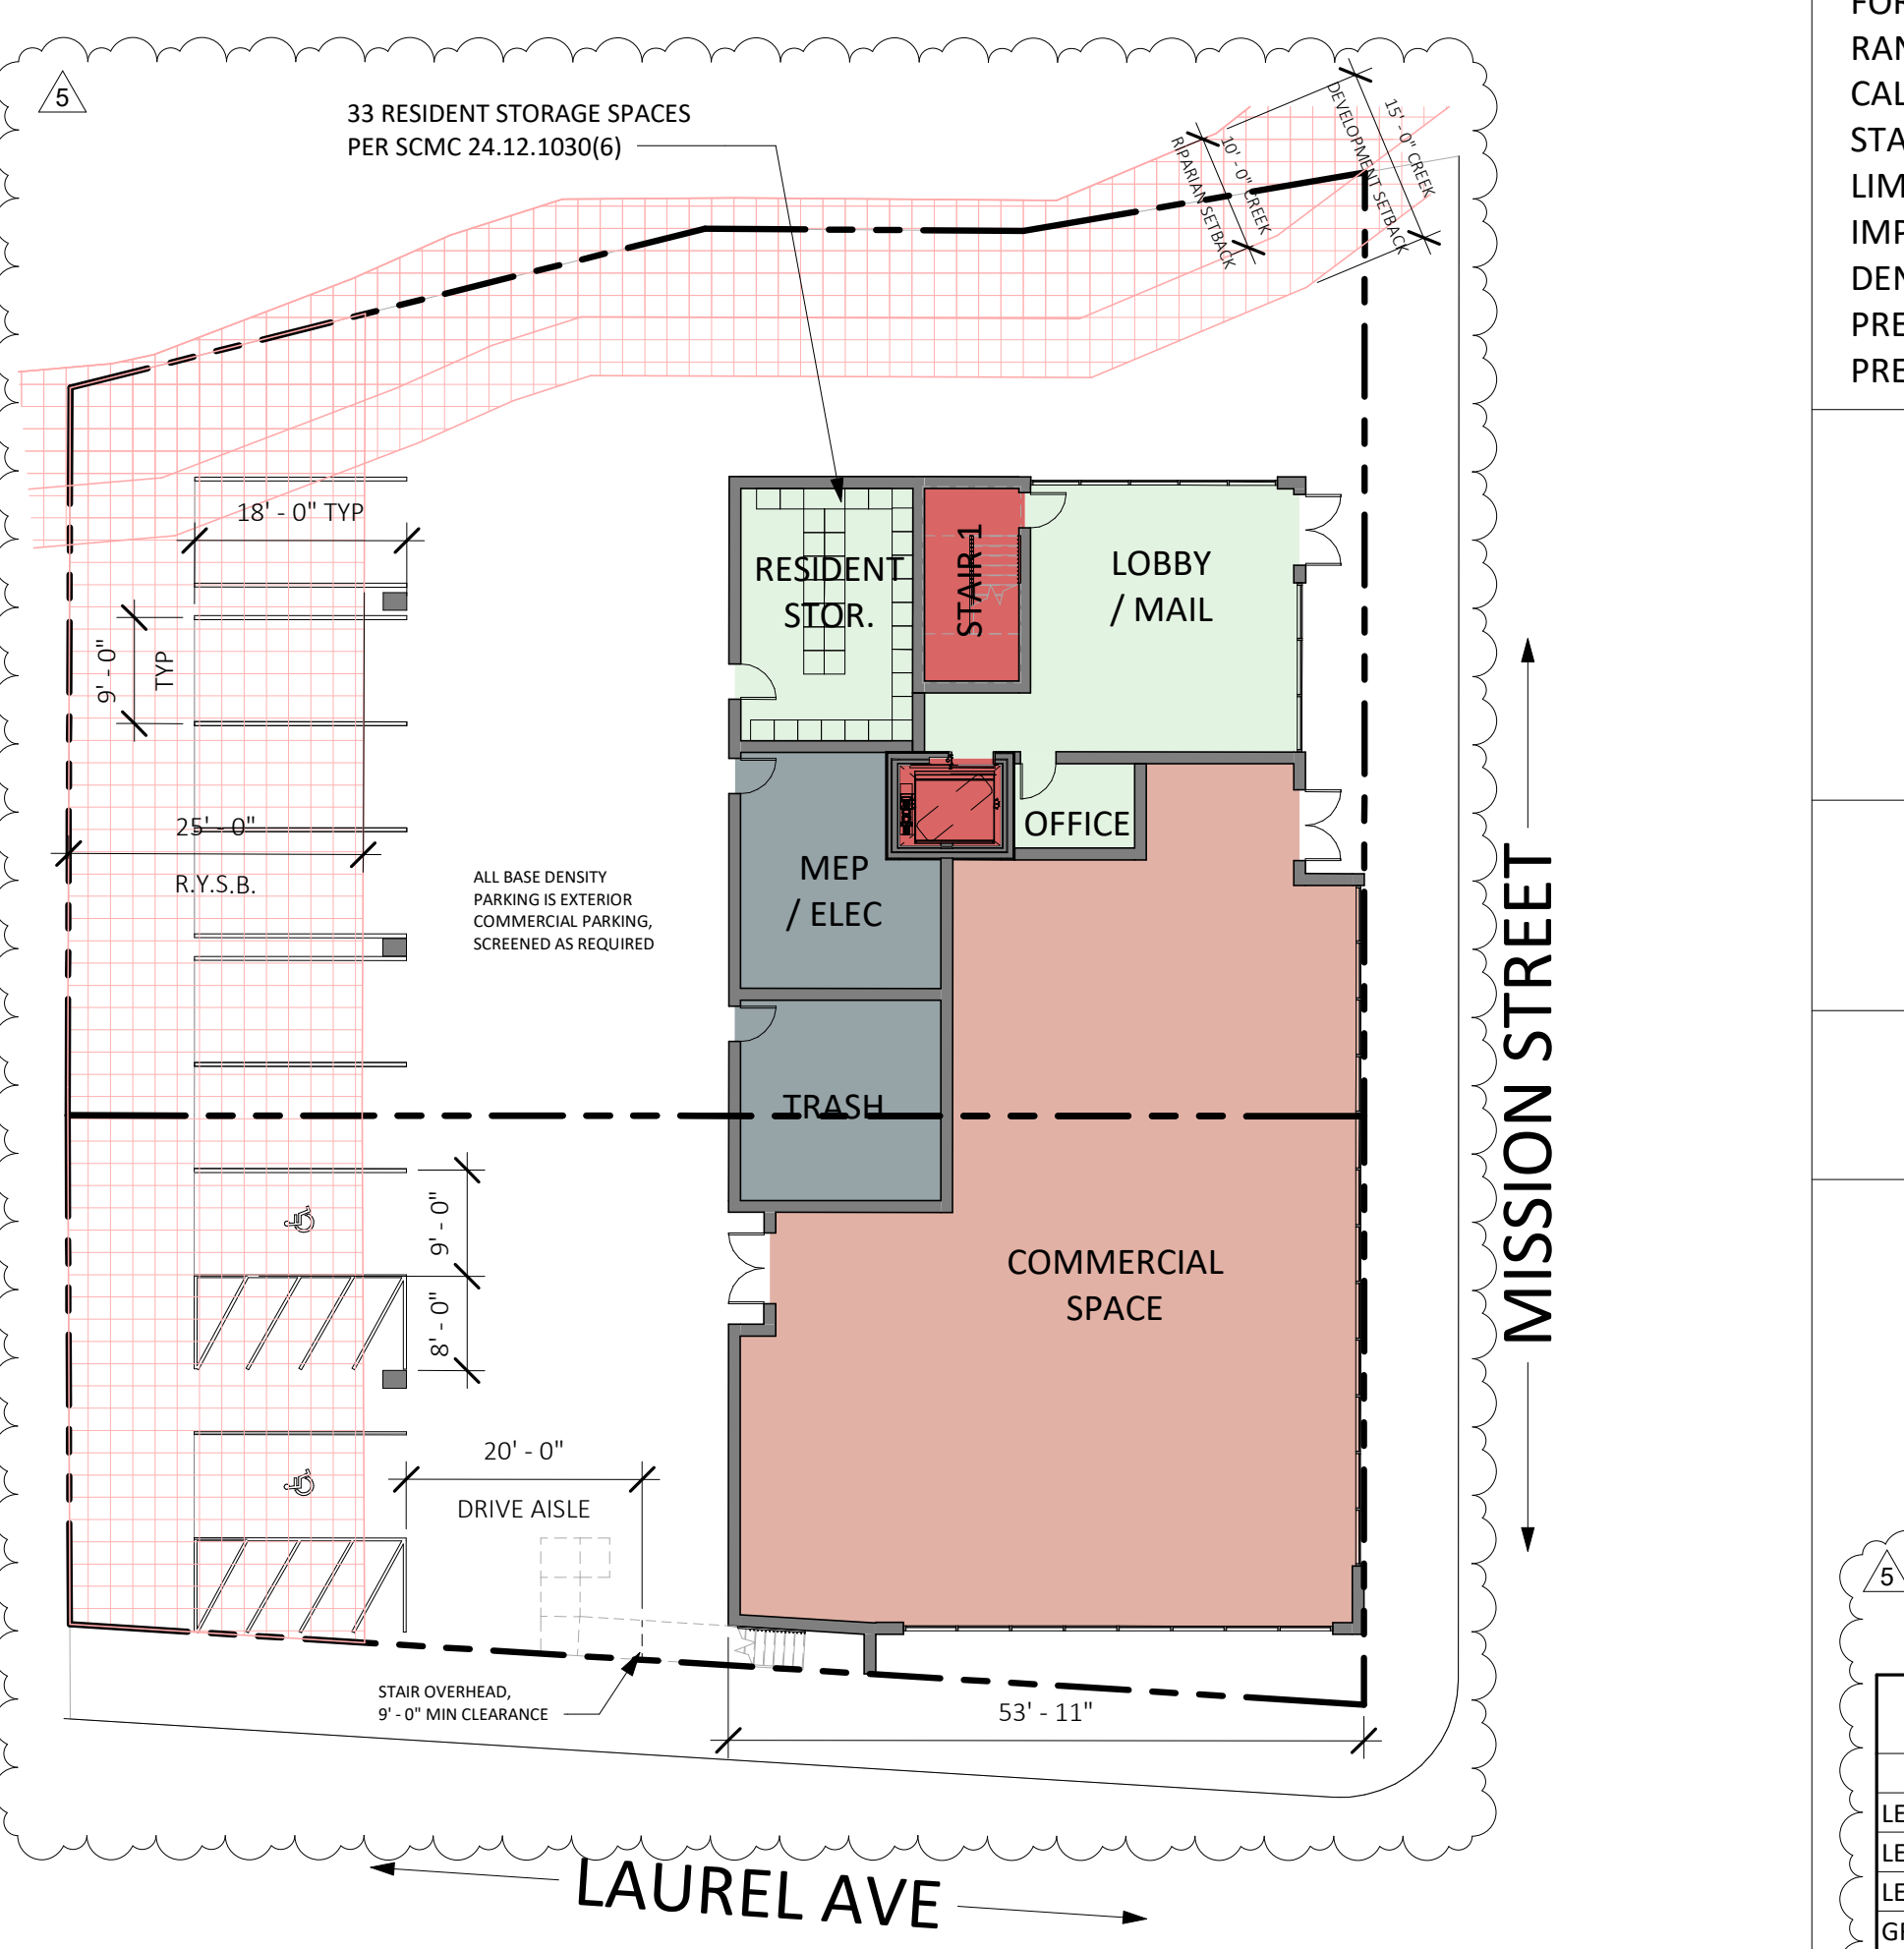 5
33 RESIDENT STORAGE SPACES
PER SCMC 24.12.1030(6)
10' - 0" CREEK
RIPARIAN SETBACK
15' - 0" CREEK
DEVELOPMENT SETBACK
18' - 0" TYP
9' - 0"
TYP
25' - 0"
R.Y.S.B.
ALL BASE DENSITY
PARKING IS EXTERIOR
COMMERCIAL PARKING,
SCREENED AS REQUIRED
RESIDENT
STOR.
STAIR 1
LOBBY
/ MAIL
OFFICE
MEP
/ ELEC
TRASH
COMMERCIAL
SPACE
9' - 0"
8' - 0"
20' - 0"
DRIVE AISLE
STAIR OVERHEAD,
9' - 0" MIN CLEARANCE
53' - 11"
MISSION STREET
LAUREL AVE
FOR
RAN
CAL
STA
LIM
IMP
DEN
PRE
PRE
5
LE
LE
LE